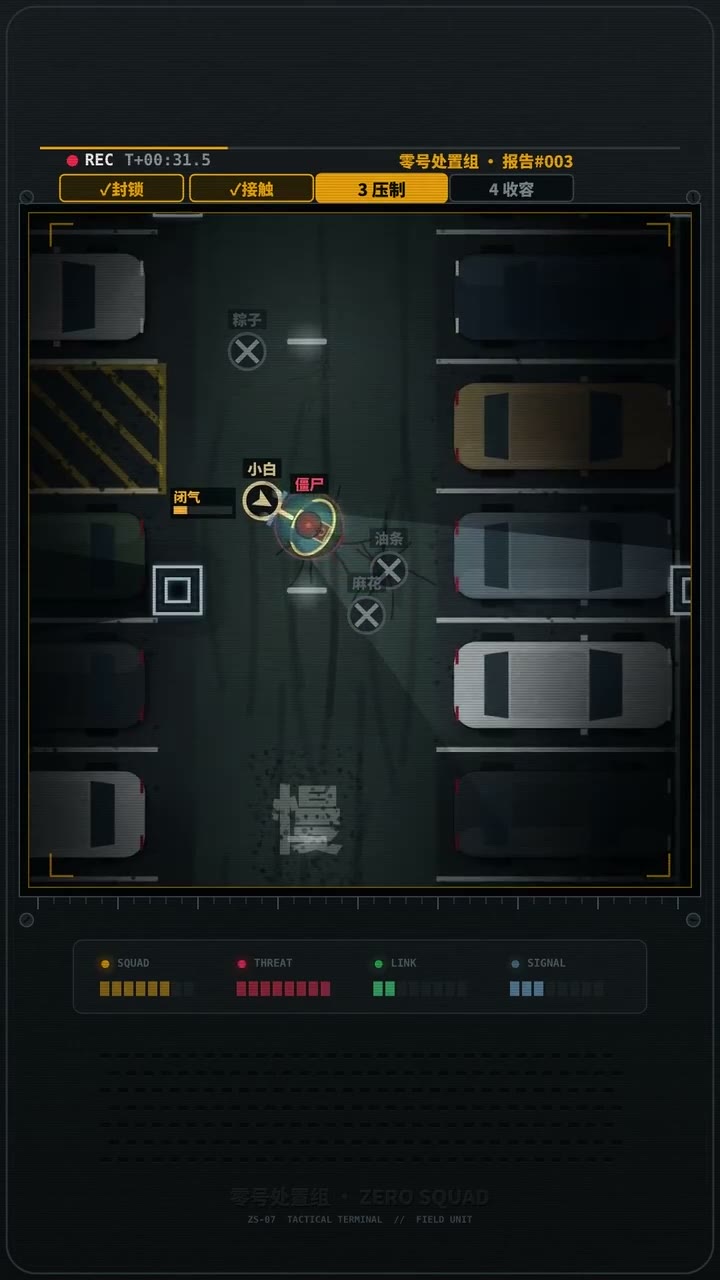 REC T+00:31.5
零号处置组 · 报告#003
✓封锁
✓接触
3 压制
4 收容
粽子
小白
僵尸
闭气
油条
麻花
慢
SQUAD
THREAT
LINK
SIGNAL
零号处置组 · ZERO SQUAD
ZS-07 TACTICAL TERMINAL // FIELD UNIT